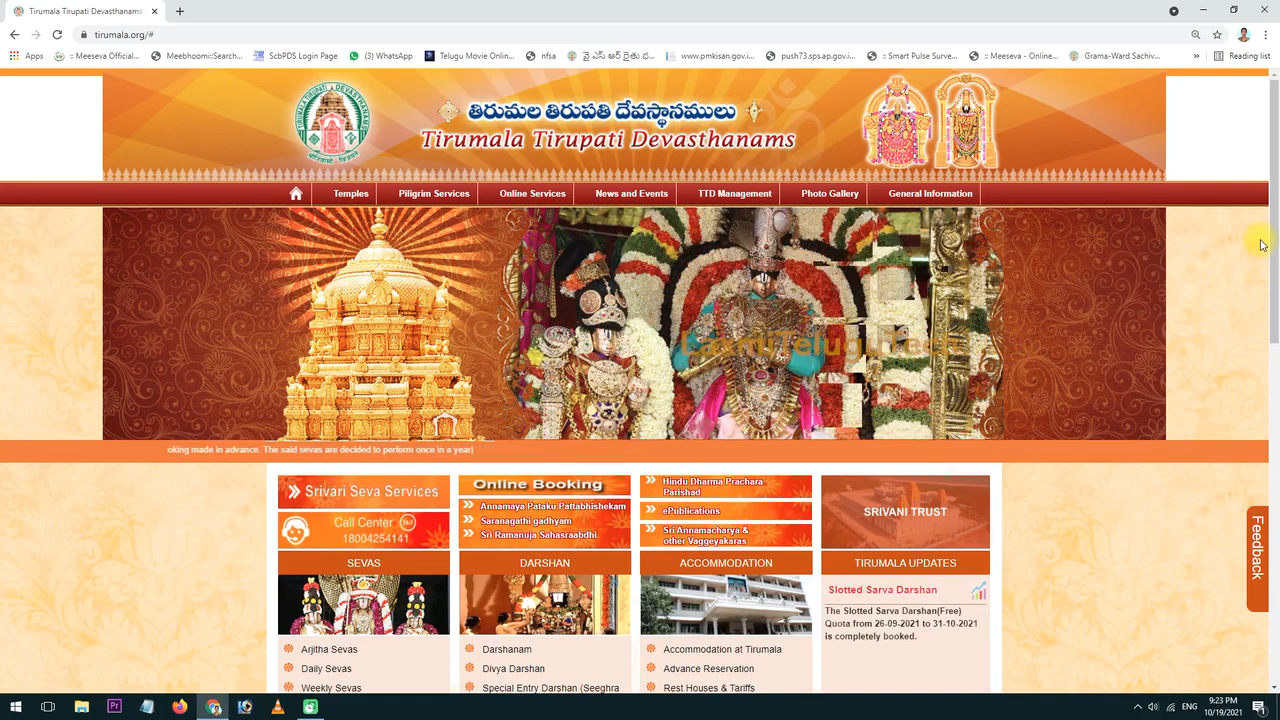 Tirumala Tirupati Devasthanams
tirumala.org/#
Apps
:: Meeseva Official...
Meebhoomi::Search...
ScbPDS Login Page
(3) WhatsApp
Telugu Movie Onlin...
nfsa
వై ఎస్ ఆర్ రైతు భ...
www.pmkisan.gov.i...
push73.sps.ap.gov.i...
:: Smart Pulse Surve...
:: Meeseva - Online...
Grama-Ward Sachiv...
Reading list
తిరుమల తిరుపతి దేవస్థానములు
Tirumala Tirupati Devasthanams
Temples
Piligrim Services
Online Services
News and Events
TTD Management
Photo Gallery
General Information
oking made in advance. The said sevas are decided to perform once in a year|
Srivari Seva Services
Call Center
18004254141
Online Booking
Annamaya Pataku Pattabhishekam
Saranagathi gadhyam
Sri Ramanuja Sahasraabdhi
Hindu Dharma Prachara
Parishad
ePublications
Sri Annamacharya &
other Vaggeyakaras
SRIVANI TRUST
SEVAS
Arjitha Sevas
Daily Sevas
Weekly Sevas
DARSHAN
Darshanam
Divya Darshan
Special Entry Darshan (Seeghra
ACCOMMODATION
Accommodation at Tirumala
Advance Reservation
Rest Houses & Tariffs
TIRUMALA UPDATES
Slotted Sarva Darshan
The Slotted Sarva Darshan(Free)
Quota from 26-09-2021 to 31-10-2021
is completely booked.
Feedback
ENG
9:23 PM
10/19/2021